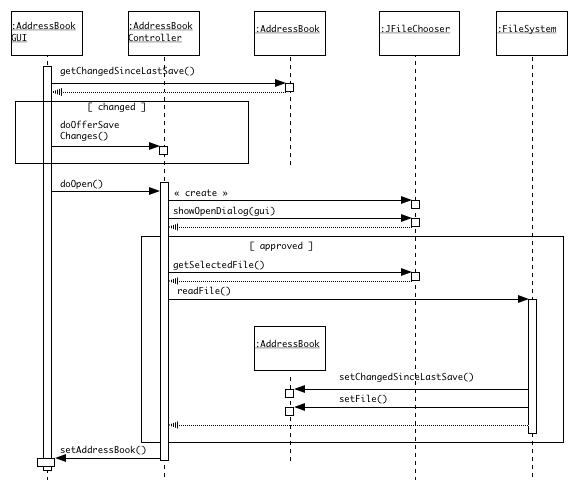 :AddressBook
GUI
:AddressBook
Controller
:AddressBook
:JFileChooser
:FileSystem
getChangedSinceLastSave()
[ changed ]
doOfferSave
Changes()
doOpen()
« create »
showOpenDialog(gui)
[ approved ]
getSelectedFile()
readFile()
:AddressBook
setChangedSinceLastSave()
setFile()
setAddressBook()